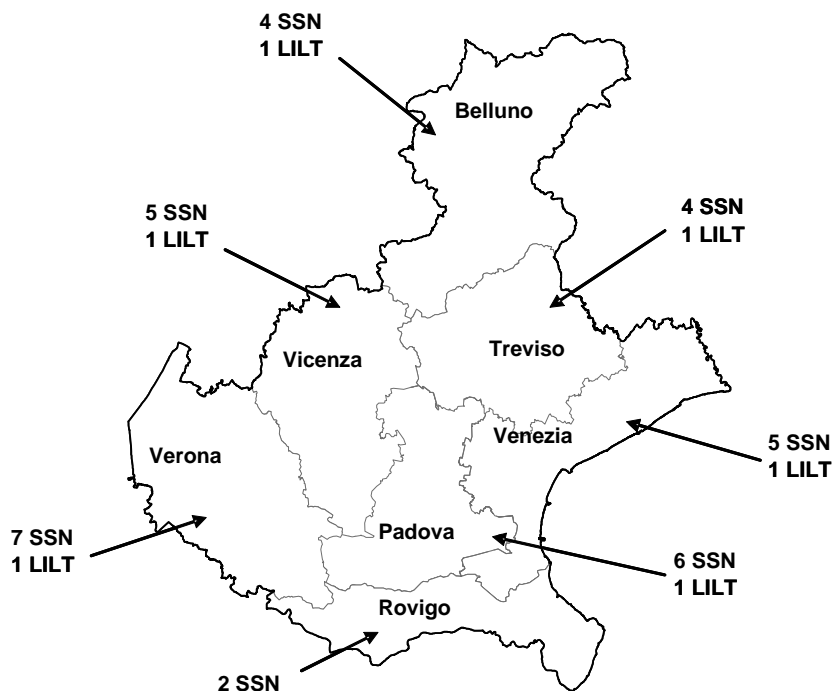 4 SSN
1 LILT
Belluno
5 SSN
1 LILT
4 SSN
1 LILT
Vicenza
Treviso
Verona
Venezia
5 SSN
1 LILT
7 SSN
1 LILT
Padova
6 SSN
1 LILT
Rovigo
2 SSN